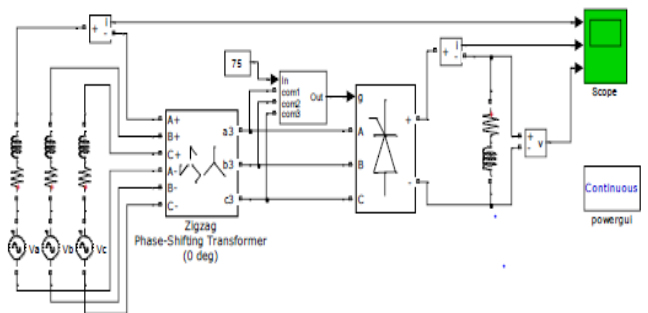 +
i
-
75
In
com1
com2
com3
Out
A+
B+
C+
A-
B-
C-
a3
b3
c3
Zigzag
Phase-Shifting Transformer
(0 deg)
g
A
B
C
+
-
+
i
-
+
-
v
Scope
Continuous
powergui
Va
Vb
Vc